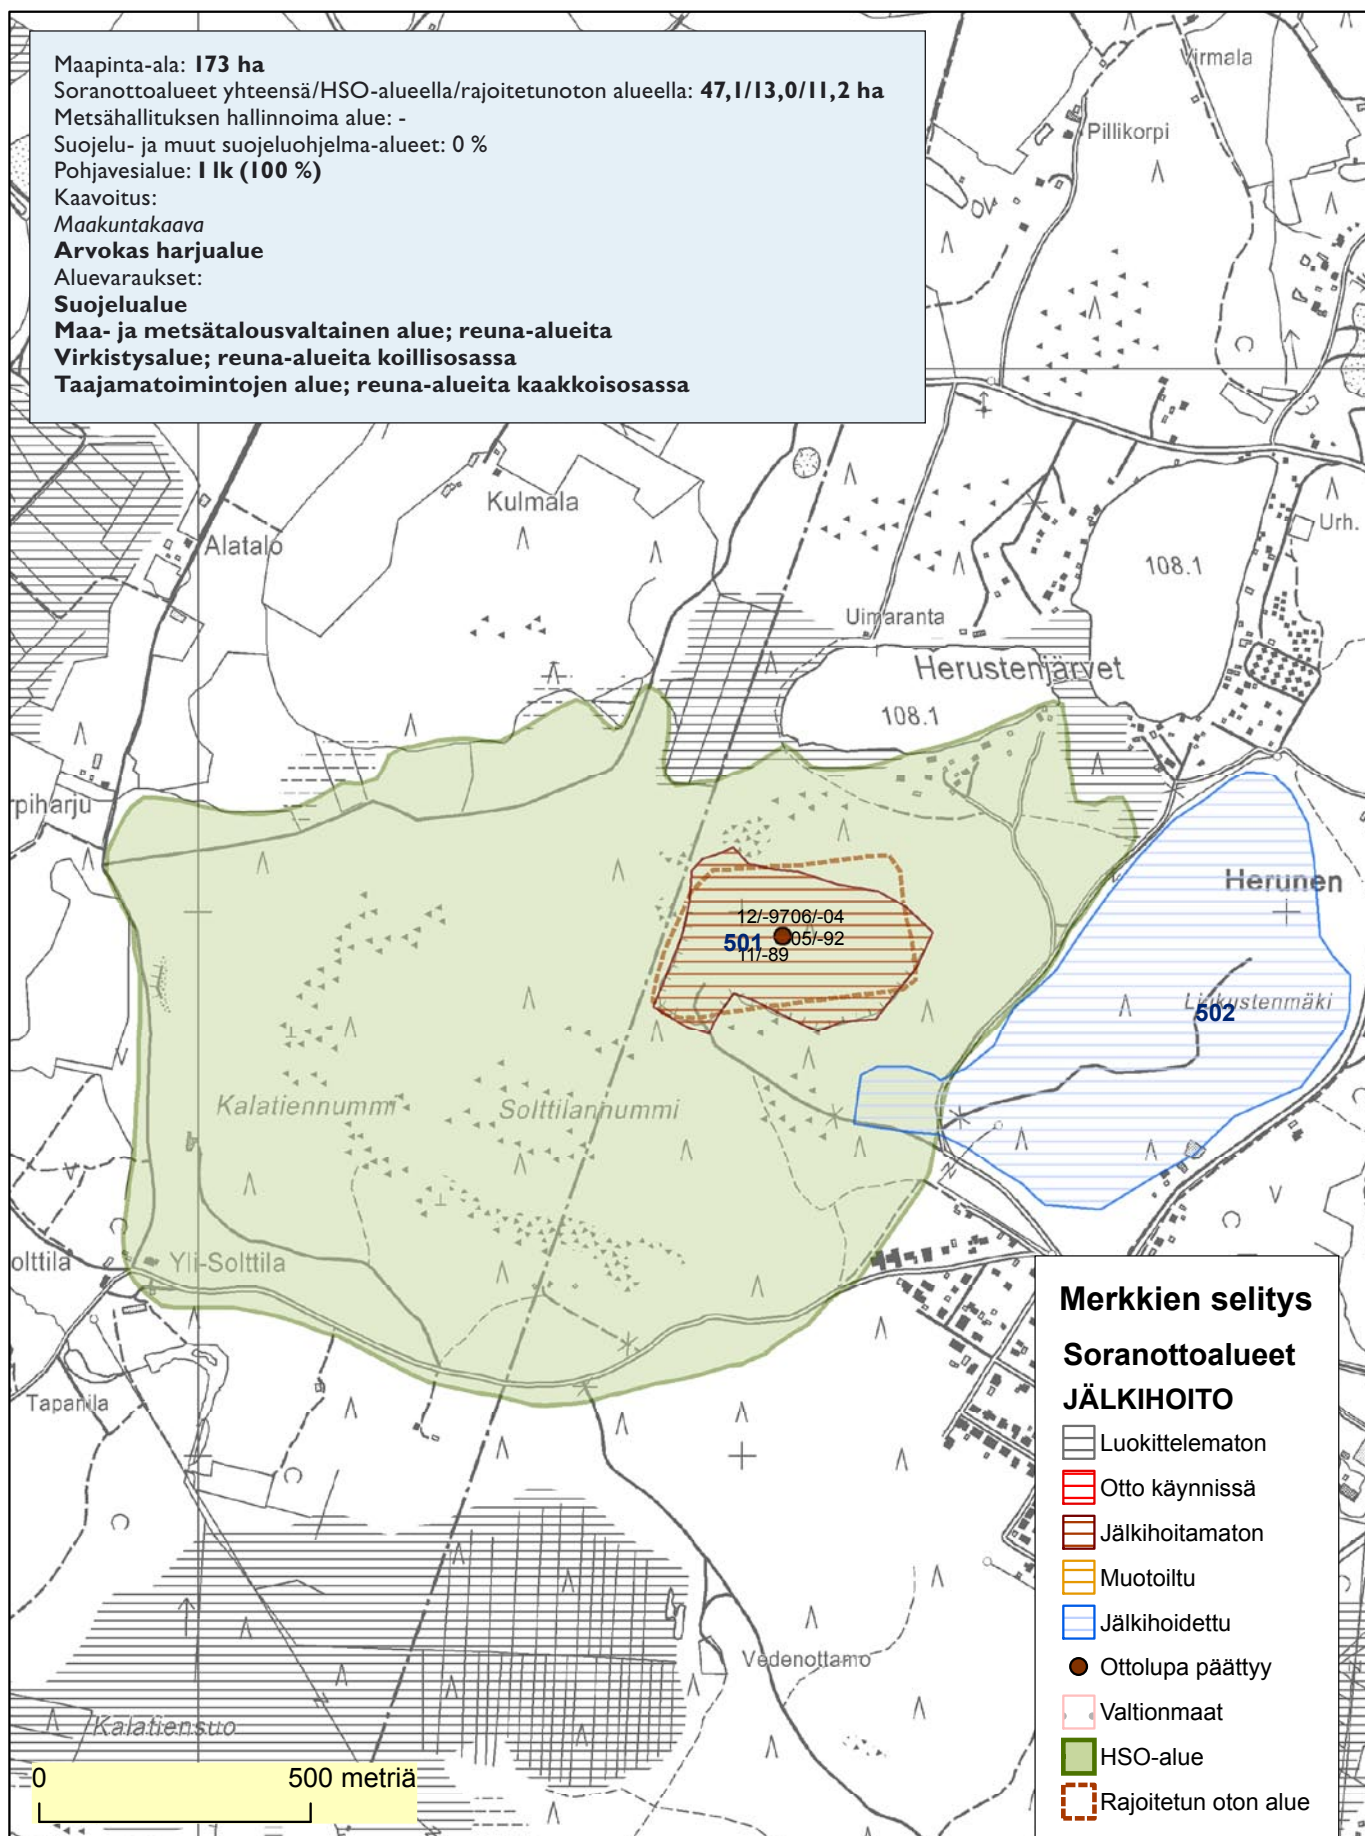 Maapinta-ala: 173 ha
Soranottoalueet yhteensä/HSO-alueella/rajoitetunoton alueella: 47,1/13,0/11,2 ha
Metsähallituksen hallinnoima alue: -
Suojelu- ja muut suojeluohjelma-alueet: 0 %
Pohjavesialue: I lk (100 %)
Kaavoitus:
Maakuntakaava
Arvokas harjualue
Aluevaraukset:
Suojelualue
Maa- ja metsätalousvaltainen alue; reuna-alueita
Virkistysalue; reuna-alueita koillisosassa
Taajamatoimintojen alue; reuna-alueita kaakkoisosassa
Virmala
Pillikorpi
Kulmala
Alatalo
Urh.
108.1
Uimaranta
Herustenjärvet
108.1
rpiharju
Herunen
12/-97 06/-04
501 05/-92
11/-89
502
Kalatiennummi
Solttilannummi
olttila
Yli-Solttila
Tapanila
Vedenottamo
Kalatiensuo
0 500 metriä
Merkkien selitys
Soranottoalueet
JÄLKIHOITO
Luokittelematon
Otto käynnissä
Jälkihoitamaton
Muotoiltu
Jälkihoidettu
Ottolupa päättyy
Valtionmaat
HSO-alue
Rajoitetun oton alue